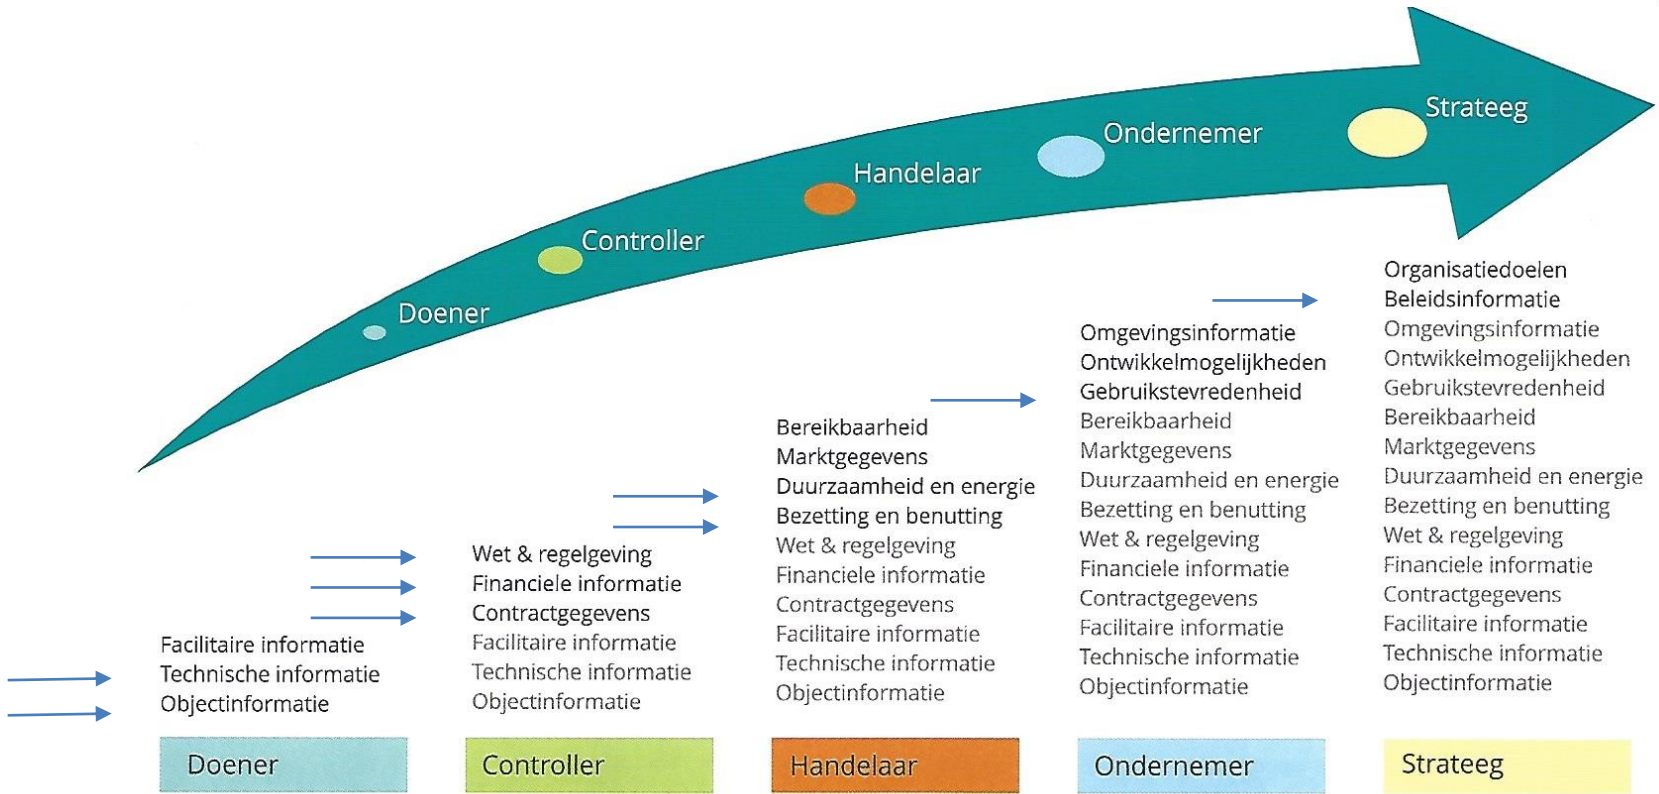 Strateeg
Ondernemer
Handelaar
Controller
Doener
Facilitaire informatie
Technische informatie
Objectinformatie
Doener
Wet & regelgeving
Financiele informatie
Contractgegevens
Facilitaire informatie
Technische informatie
Objectinformatie
Controller
Bereikbaarheid
Marktgegevens
Duurzaamheid en energie
Bezetting en benutting
Wet & regelgeving
Financiele informatie
Contractgegevens
Facilitaire informatie
Technische informatie
Objectinformatie
Handelaar
Omgevingsinformatie
Ontwikkelmogelijkheden
Gebruikstevredenheid
Bereikbaarheid
Marktgegevens
Duurzaamheid en energie
Bezetting en benutting
Wet & regelgeving
Financiele informatie
Contractgegevens
Facilitaire informatie
Technische informatie
Objectinformatie
Ondernemer
Organisatiedoelen
Beleidsinformatie
Omgevingsinformatie
Ontwikkelmogelijkheden
Gebruikstevredenheid
Bereikbaarheid
Marktgegevens
Duurzaamheid en energie
Bezetting en benutting
Wet & regelgeving
Financiele informatie
Contractgegevens
Facilitaire informatie
Technische informatie
Objectinformatie
Strateeg